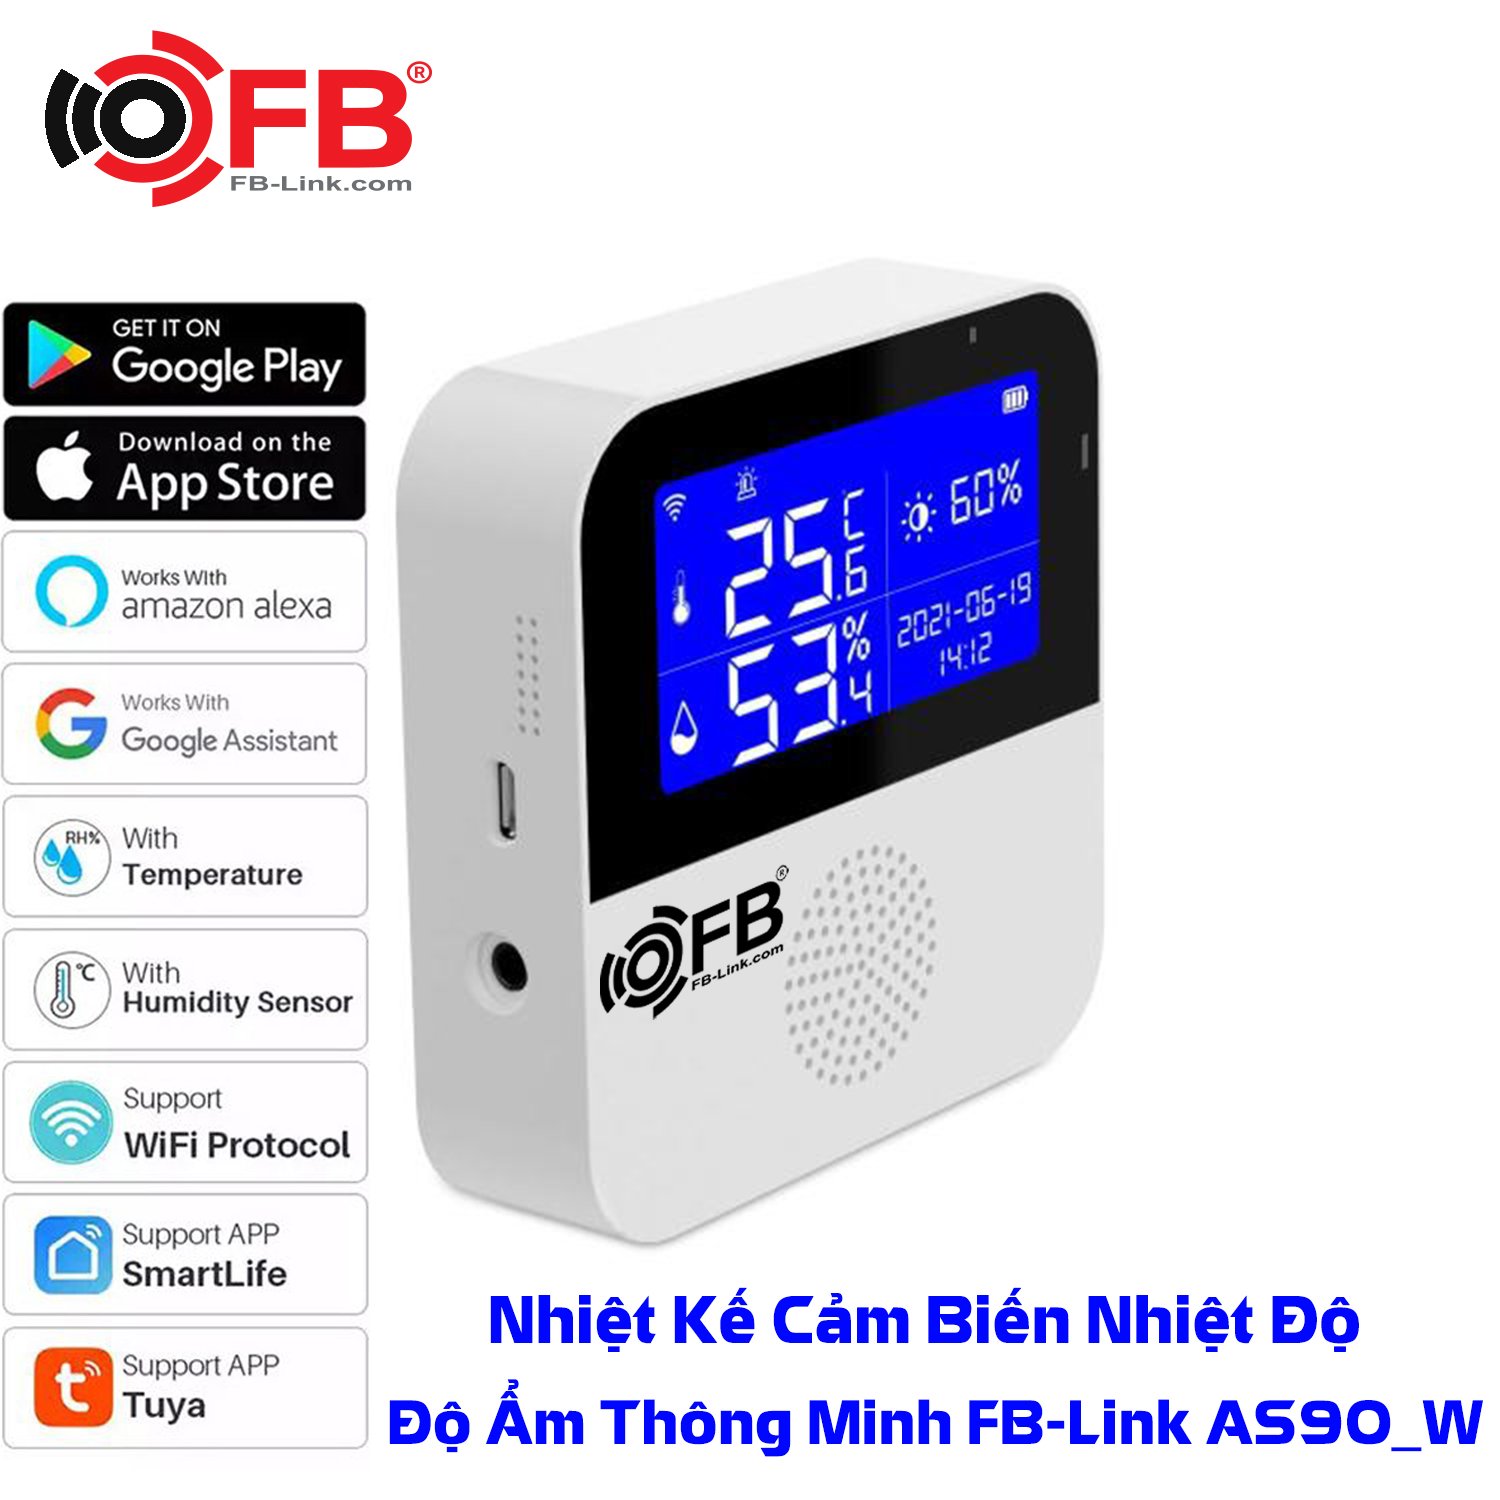 FB®
FB-Link.com
GET IT ON
Google Play
Download on the
App Store
Works With
amazon alexa
Works With
Google Assistant
RH%
With
Temperature
°C
With
Humidity Sensor
Support
WiFi Protocol
Support APP
SmartLife
Support APP
Tuya
25.6 C
60%
53.4 %
2021-06-19
14:12
FB®
FB-Link.com
Nhiệt Kế Cảm Biến Nhiệt Độ
Độ Ẩm Thông Minh FB-Link AS90_W